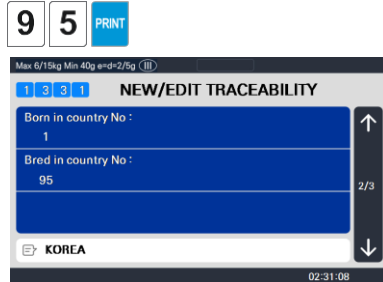 9 5 PRINT
Max 6/15kg Min 40g e=d=2/5g III
1 3 3 1 NEW/EDIT TRACEABILITY
Born in country No :
1
Bred in country No :
95
2/3
KOREA
02:31:08